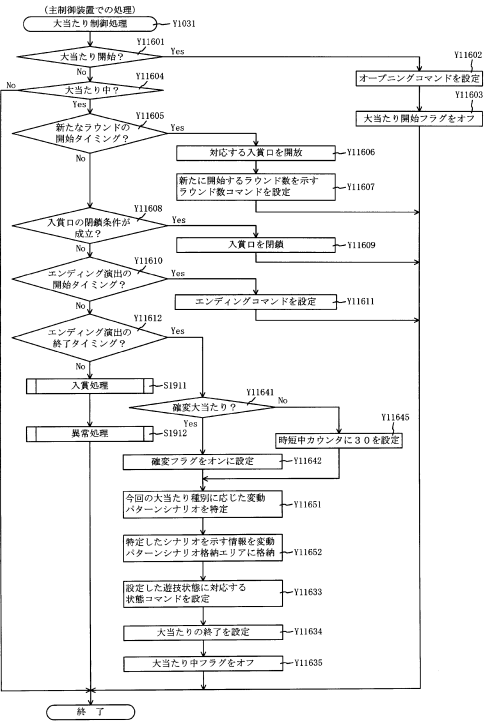 (主制御装置での処理)
大当たり制御処理
Y1031
Y11601
大当たり開始？
Yes
No
Y11602
オープニングコマンドを設定
Y11603
大当たり開始フラグをオフ
Y11604
No
大当たり中？
Yes
Y11605
新たなラウンドの
開始タイミング？
Yes
No
対応する入賞口を開放
Y11606
新たに開始するラウンド数を示す
ラウンド数コマンドを設定
Y11607
Y11608
入賞口の閉鎖条件が
成立？
Yes
No
入賞口を閉鎖
Y11609
Y11610
エンディング演出の
開始タイミング？
Yes
No
エンディングコマンドを設定
Y11611
Y11612
エンディング演出の
終了タイミング？
Yes
No
入賞処理
S1911
異常処理
S1912
Y11641
確変大当たり？
No
Yes
Y11645
時短中カウンタに３０を設定
確変フラグをオンに設定
Y11642
今回の大当たり種別に応じた変動
パターンシナリオを特定
Y11651
特定したシナリオを示す情報を変動
パターンシナリオ格納エリアに格納
Y11652
設定した遊技状態に対応する
状態コマンドを設定
Y11633
大当たりの終了を設定
Y11634
大当たり中フラグをオフ
Y11635
終了